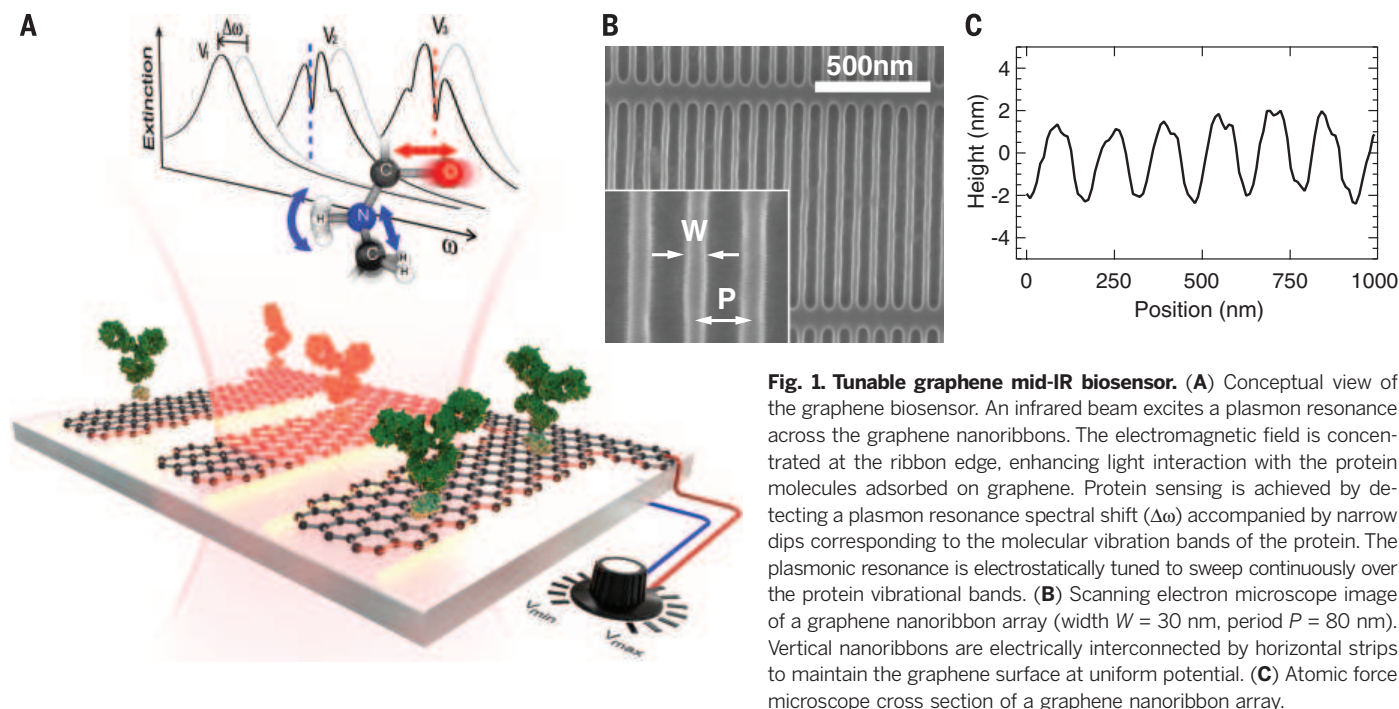 A
Extinction
V1
Δω
V2
V3
C
O
H
N
C
H
H
ω
Vmin
Vmax
B
500nm
W
P
C
Height (nm)
4
2
0
-2
-4
0
250
500
750
1000
Position (nm)
Fig. 1. Tunable graphene mid-IR biosensor. (A) Conceptual view of
the graphene biosensor. An infrared beam excites a plasmon resonance
across the graphene nanoribbons. The electromagnetic field is concen-
trated at the ribbon edge, enhancing light interaction with the protein
molecules adsorbed on graphene. Protein sensing is achieved by de-
tecting a plasmon resonance spectral shift (Δω) accompanied by narrow
dips corresponding to the molecular vibration bands of the protein. The
plasmonic resonance is electrostatically tuned to sweep continuously over
the protein vibrational bands. (B) Scanning electron microscope image
of a graphene nanoribbon array (width W = 30 nm, period P = 80 nm).
Vertical nanoribbons are electrically interconnected by horizontal strips
to maintain the graphene surface at uniform potential. (C) Atomic force
microscope cross section of a graphene nanoribbon array.